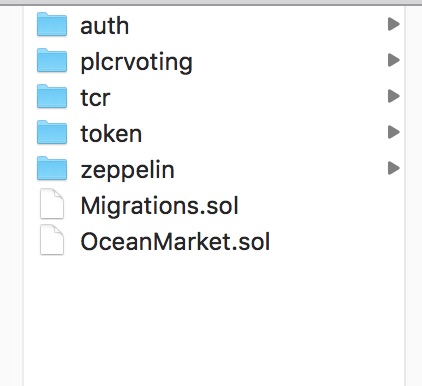 auth
plcrvoting
tcr
token
zeppelin
Migrations.sol
OceanMarket.sol